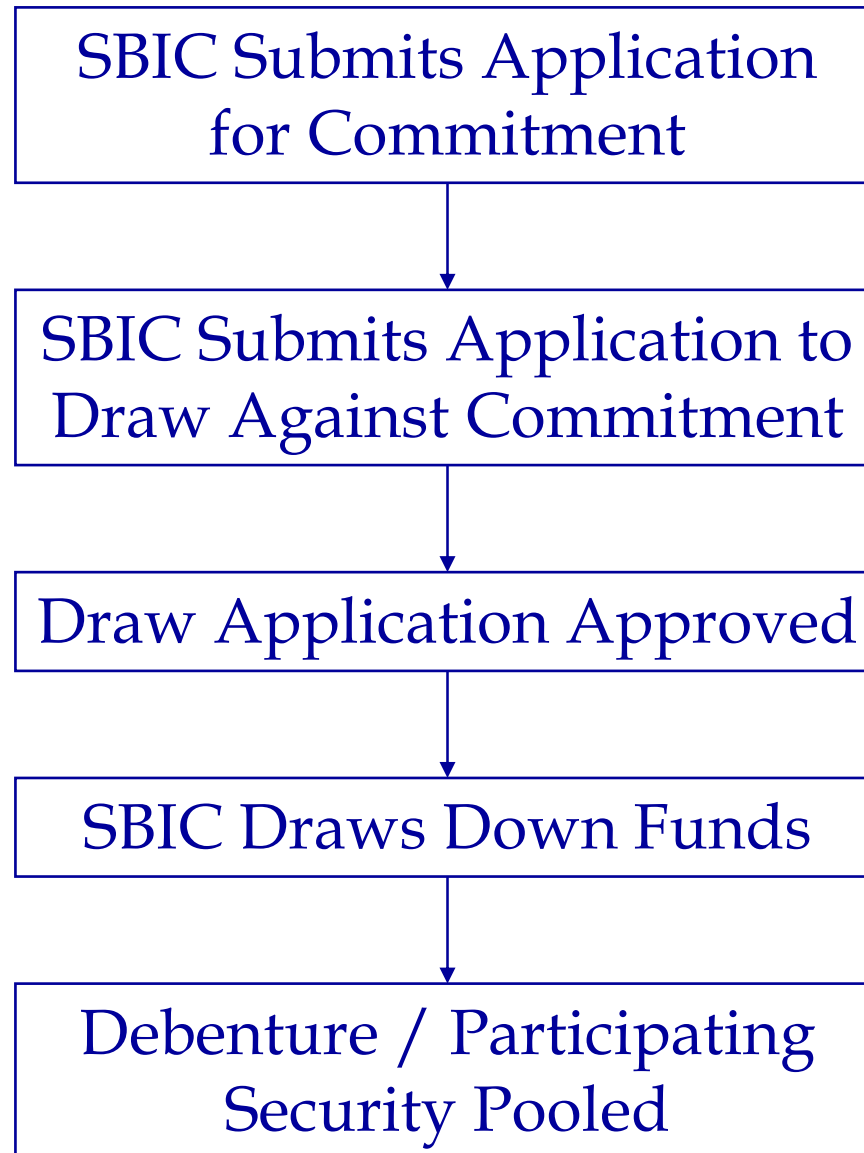 SBIC Submits Application
for Commitment
SBIC Submits Application to
Draw Against Commitment
Draw Application Approved
SBIC Draws Down Funds
Debenture / Participating
Security Pooled